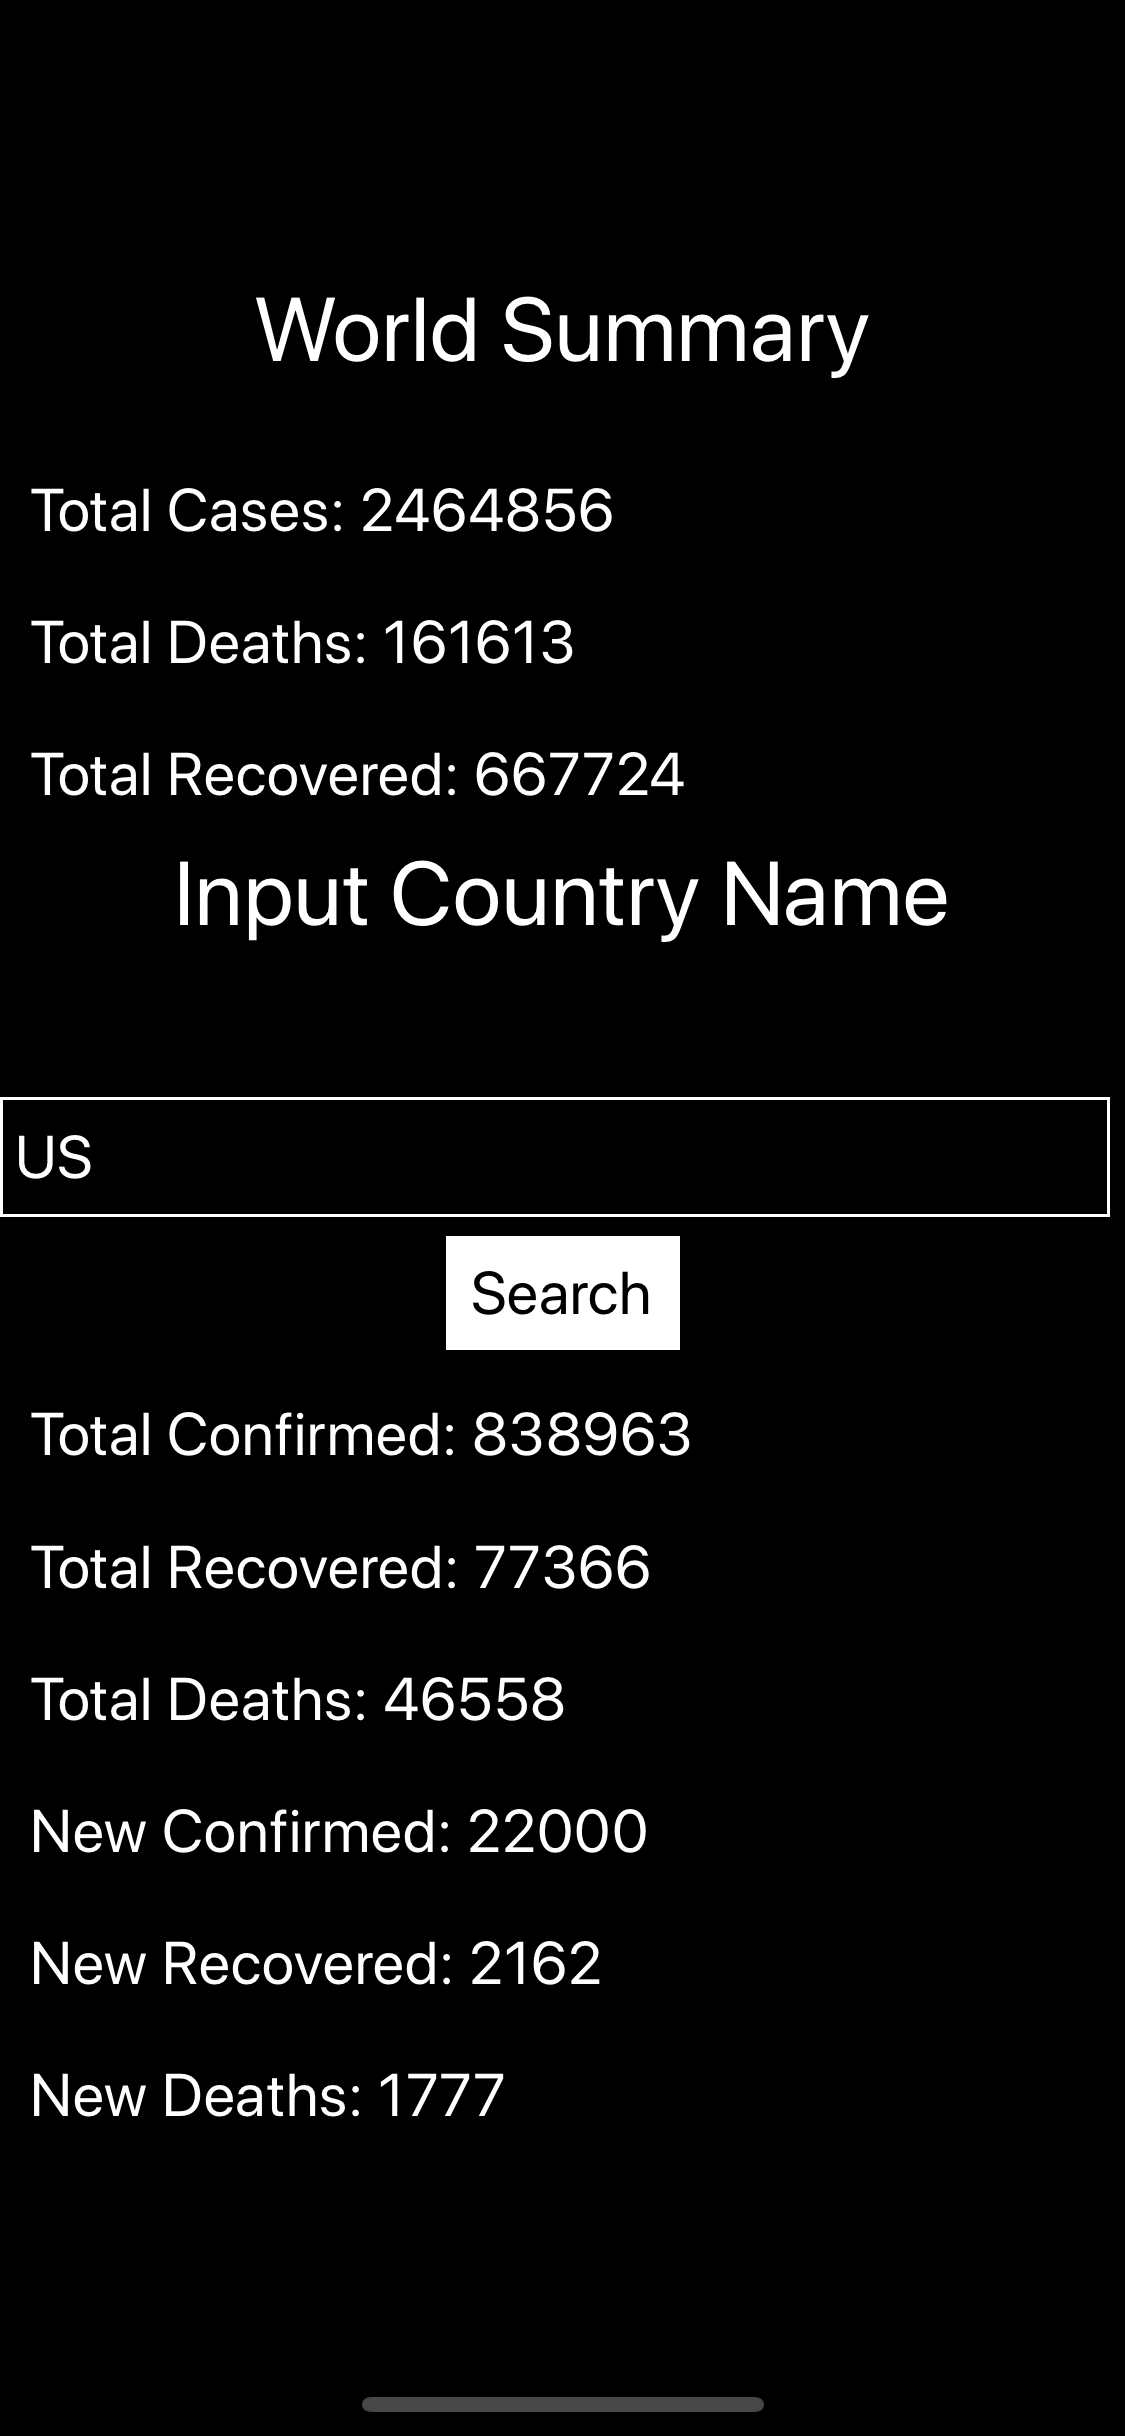 World Summary
Total Cases: 2464856
Total Deaths: 161613
Total Recovered: 667724
Input Country Name
US
Search
Total Confirmed: 838963
Total Recovered: 77366
Total Deaths: 46558
New Confirmed: 22000
New Recovered: 2162
New Deaths: 1777